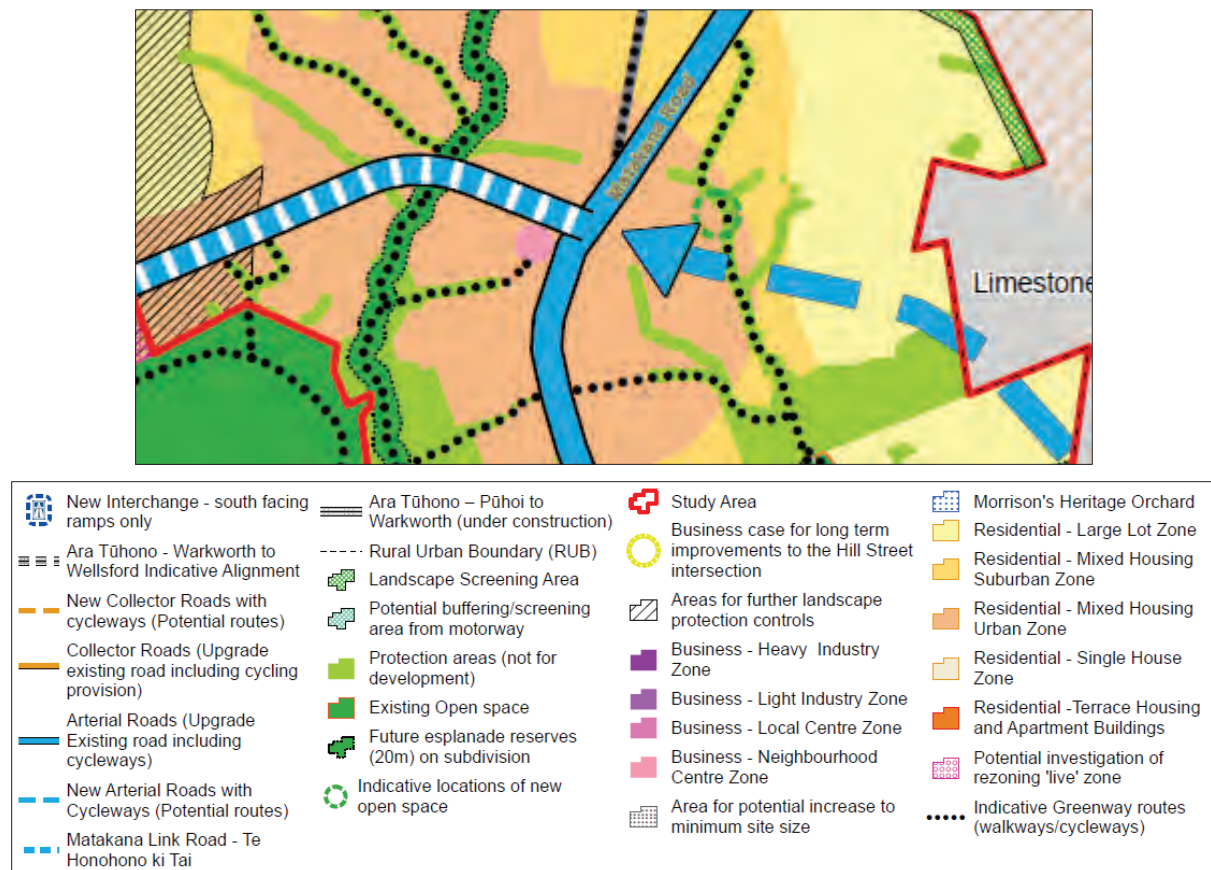 Matakana Road
Limestone
New Interchange - south facing
ramps only
Ara Tūhono - Warkworth to
Wellsford Indicative Alignment
New Collector Roads with
cycleways (Potential routes)
Collector Roads (Upgrade
existing road including cycling
provision)
Arterial Roads (Upgrade
Existing road including
cycleways)
New Arterial Roads with
Cycleways (Potential routes)
Matakana Link Road - Te
Honohono ki Tai
Ara Tūhono – Pūhoi to
Warkworth (under construction)
Rural Urban Boundary (RUB)
Landscape Screening Area
Potential buffering/screening
area from motorway
Protection areas (not for
development)
Existing Open space
Future esplanade reserves
(20m) on subdivision
Indicative locations of new
open space
Study Area
Business case for long term
improvements to the Hill Street
intersection
Areas for further landscape
protection controls
Business - Heavy Industry
Zone
Business - Light Industry Zone
Business - Local Centre Zone
Business - Neighbourhood
Centre Zone
Area for potential increase to
minimum site size
Morrison's Heritage Orchard
Residential - Large Lot Zone
Residential - Mixed Housing
Suburban Zone
Residential - Mixed Housing
Urban Zone
Residential - Single House
Zone
Residential -Terrace Housing
and Apartment Buildings
Potential investigation of
rezoning 'live' zone
Indicative Greenway routes
(walkways/cycleways)